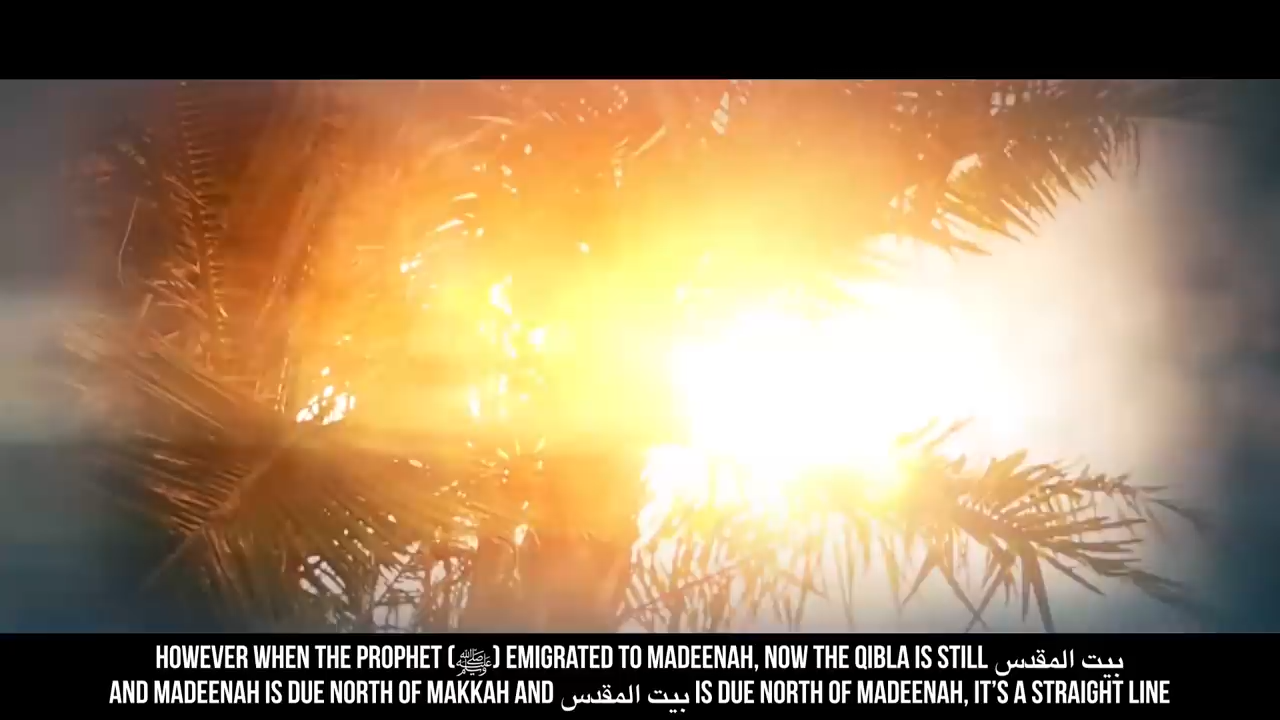 HOWEVER WHEN THE PROPHET (ﷺ) EMIGRATED TO MADEENAH, NOW THE QIBLA IS STILL بيت المقدس
AND MADEENAH IS DUE NORTH OF MAKKAH AND بيت المقدس IS DUE NORTH OF MADEENAH, IT'S A STRAIGHT LINE